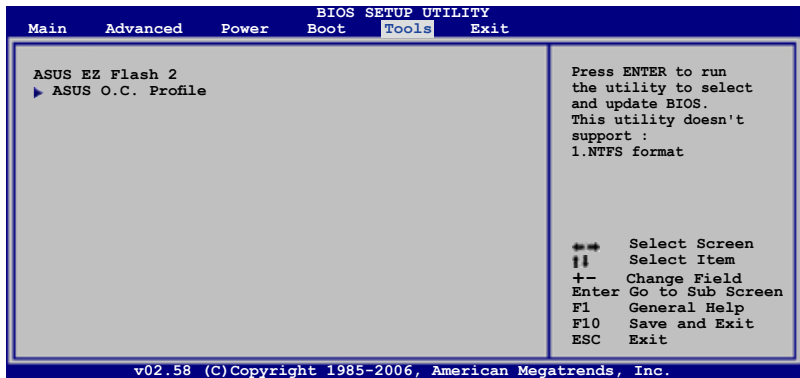 BIOS SETUP UTILITY
Main Advanced Power Boot Tools Exit
ASUS EZ Flash 2
ASUS O.C. Profile
Press ENTER to run
the utility to select
and update BIOS.
This utility doesn't
support :
1.NTFS format
←→ Select Screen
↑↓ Select Item
+- Change Field
Enter Go to Sub Screen
F1 General Help
F10 Save and Exit
ESC Exit
v02.58 (C)Copyright 1985-2006, American Megatrends, Inc.